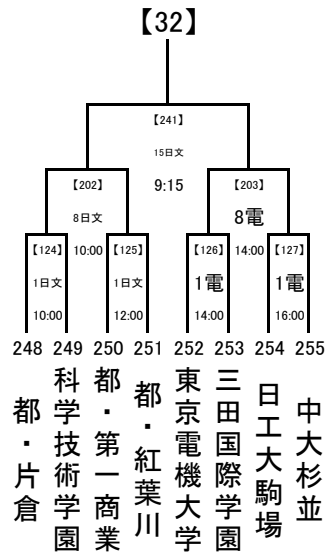 【32】
【241】
15日文
9:15
【202】
8日文
10:00
【203】
8電
14:00
【124】
1日文
10:00
【125】
1日文
12:00
【126】
1電
14:00
【127】
1電
16:00
248 249 250 251 252 253 254 255
都・片倉
科学技術学園
都・第一商業
都・紅葉川
東京電機大学
三田国際学園
日工大駒場
中大杉並